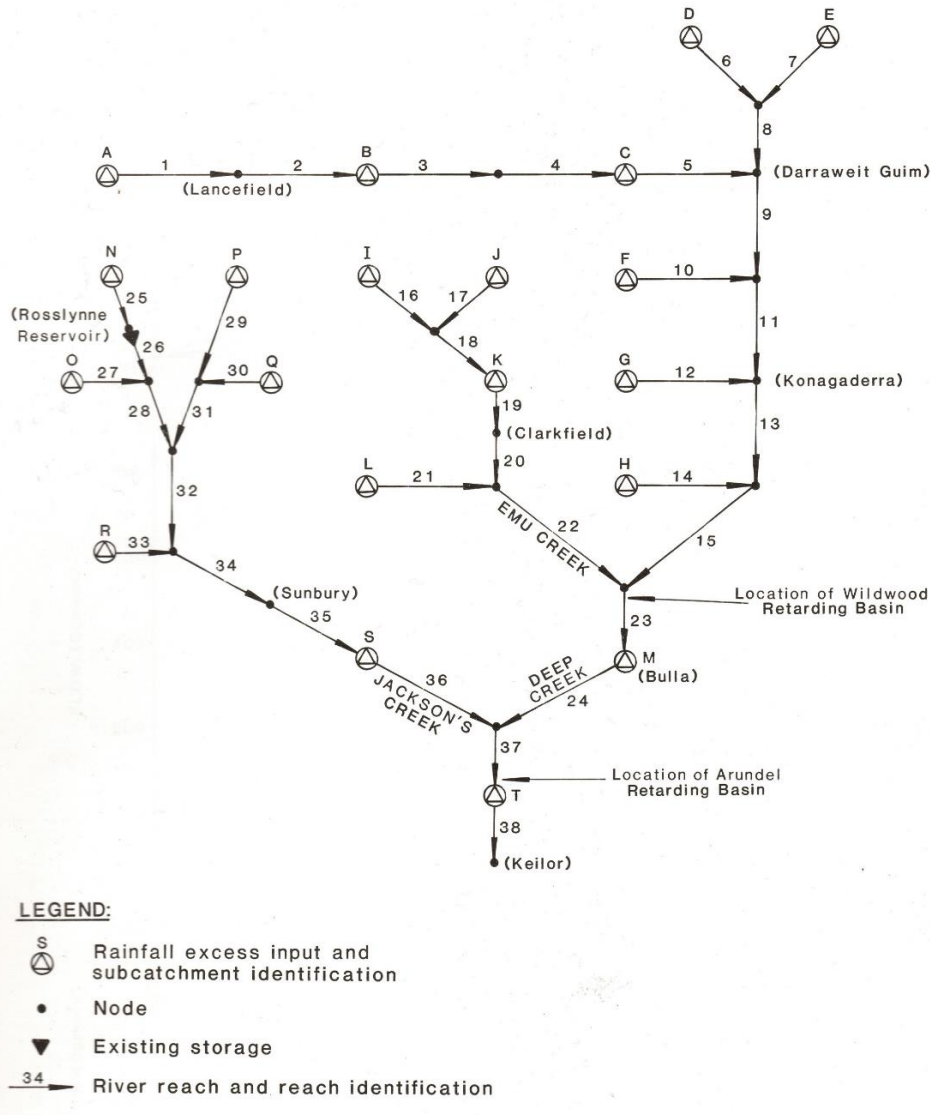 D E
6 7
8
A 1 2 B 3 4 C 5 (Darraweit Guim)
(Lancefield)
9
N P I J F 10
25 16 17
(Rosslynne
Reservoir) 29 11
26 18
O 27 30 Q K G 12 (Konagaderra)
28 31 19 13
(Clarkfield)
20
L 21 H 14
32
EMU CREEK 22 15
R 33
34
(Sunbury)
Location of Wildwood
Retarding Basin
35 23
S M
(Bulla)
36 DEEP
CREEK
24
JACKSON'S
CREEK
37
Location of Arundel
Retarding Basin
T
38
(Keilor)
LEGEND:
S
Rainfall excess input and
subcatchment identification
Node
Existing storage
34 River reach and reach identification